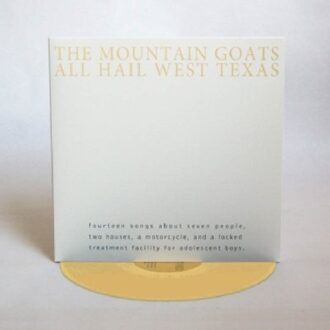 THE MOUNTAIN GOATS
ALL HAIL WEST TEXAS
fourteen songs about seven people,
two houses, a motorcycle, and a locked
treatment facility for adolescent boys.